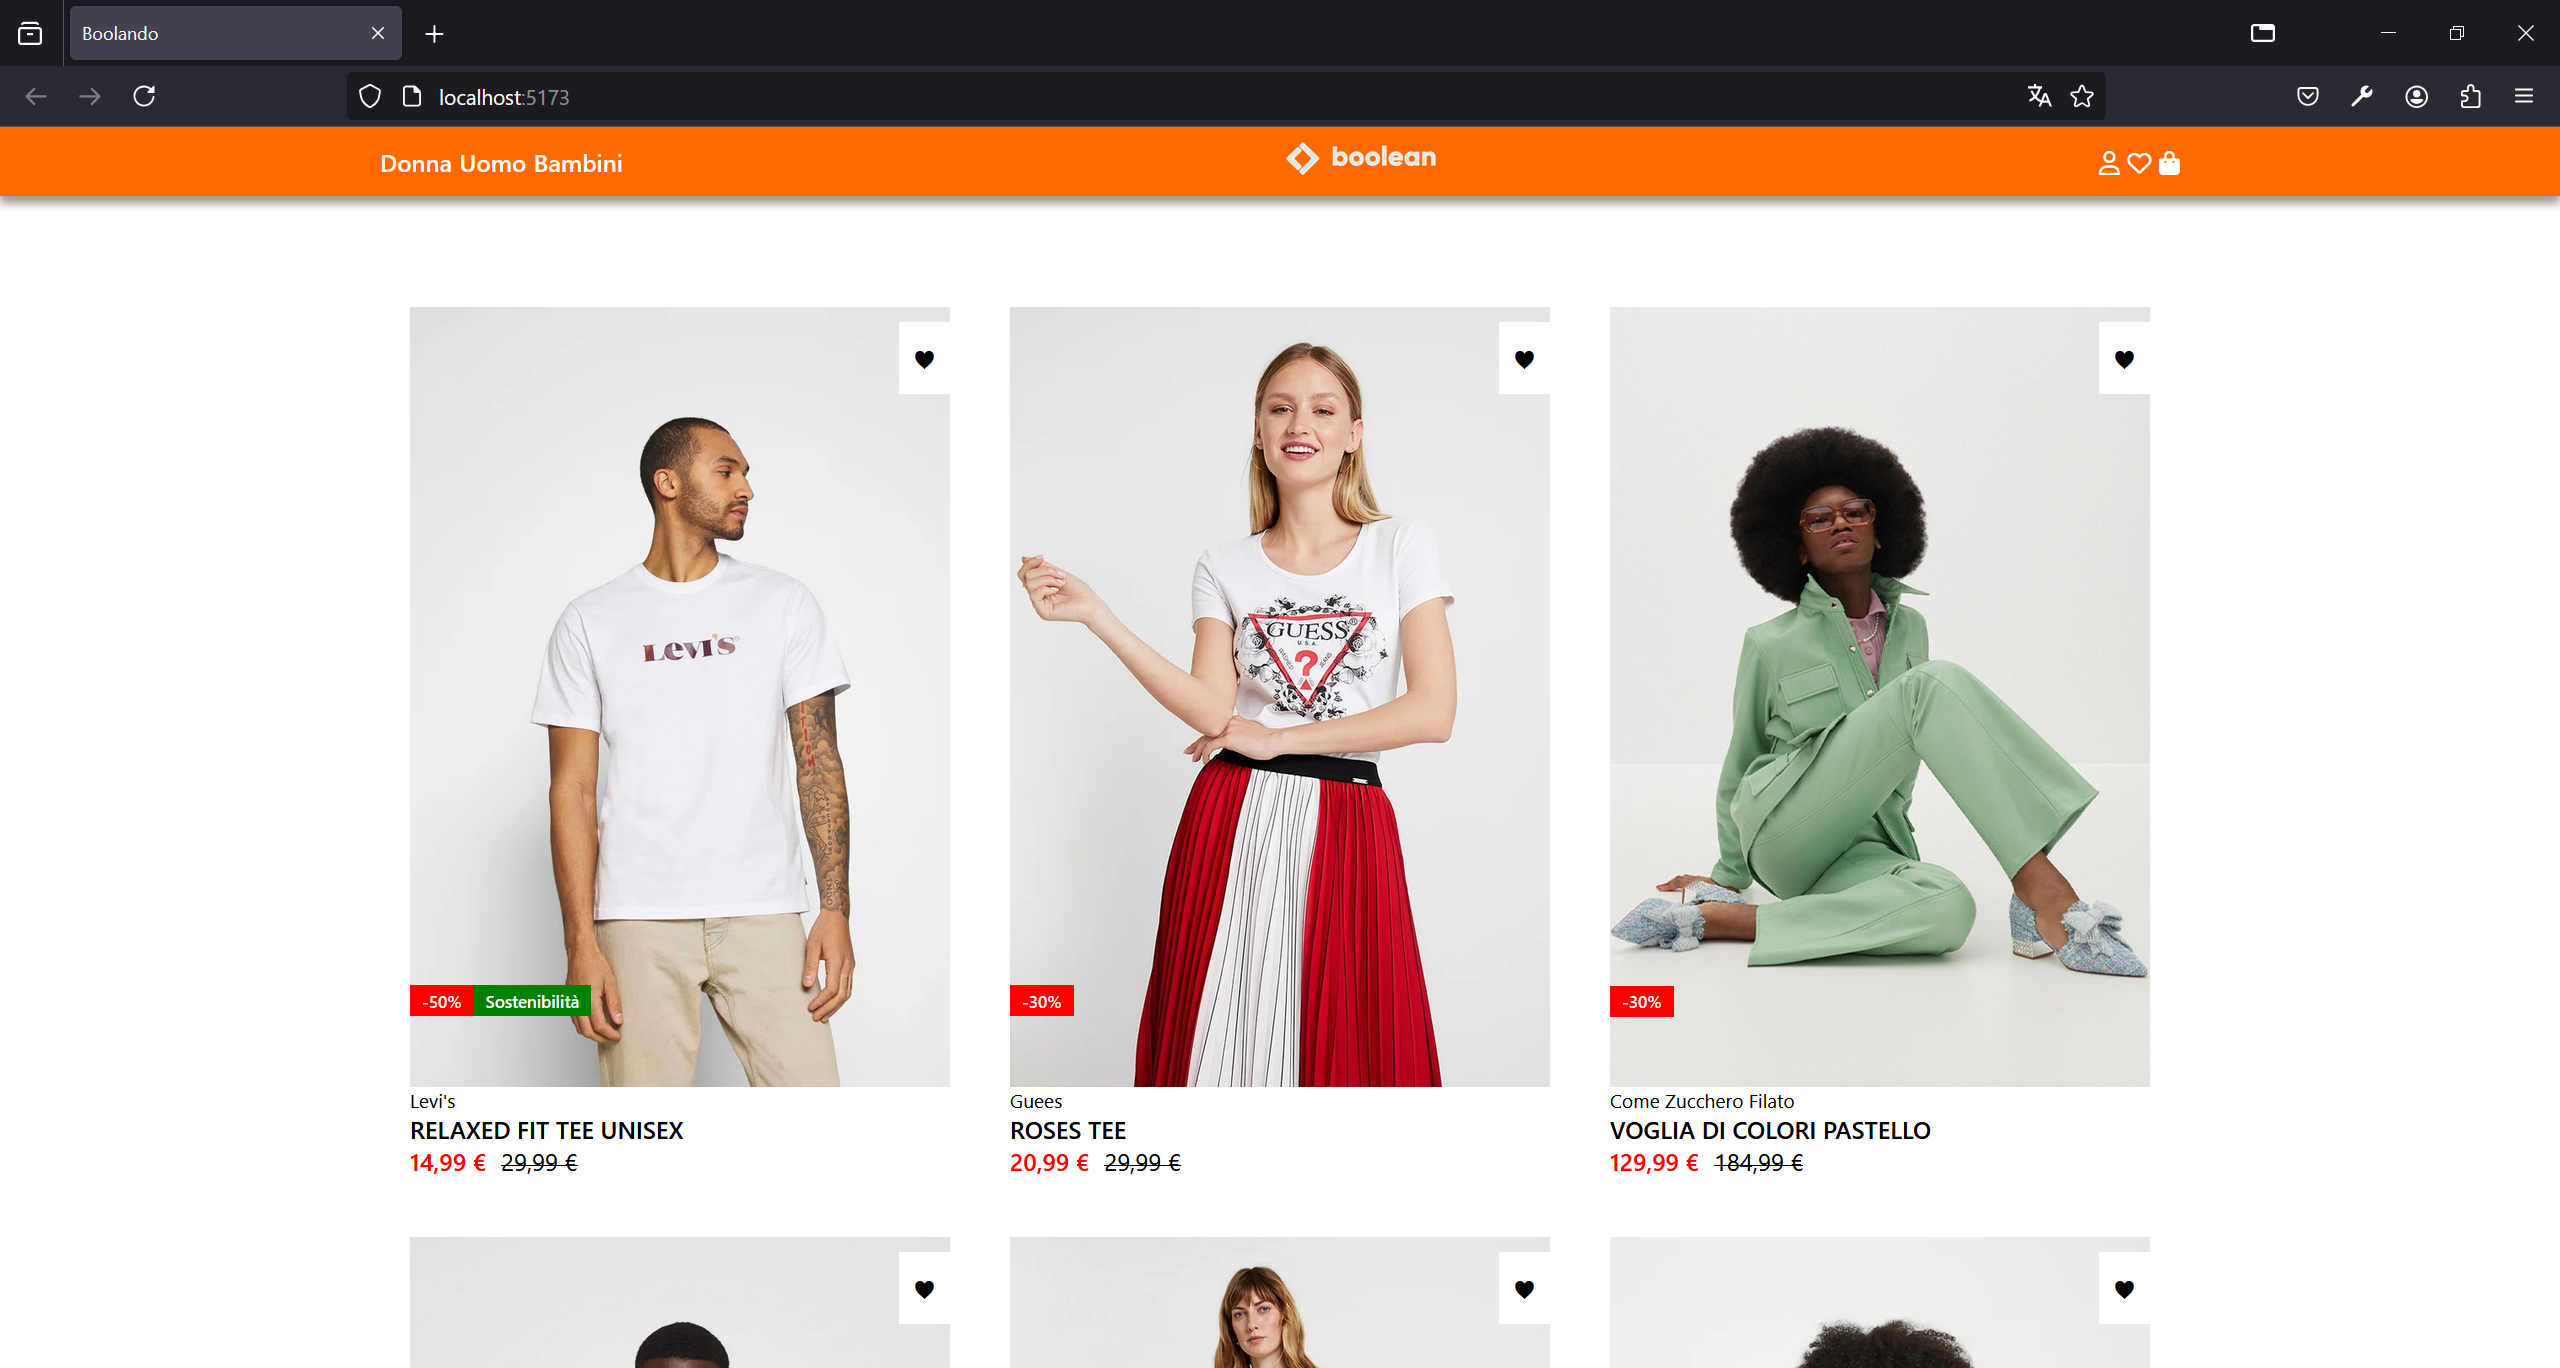 Boolando
localhost:5173
Donna Uomo Bambini
boolean
LEVI'S®
GUESS®
U.S.A.
WASHED
JEANS
?
-50% Sostenibilità
-30%
-30%
Levi's
RELAXED FIT TEE UNISEX
14,99 € 29,99 €
Guees
ROSES TEE
20,99 € 29,99 €
Come Zucchero Filato
VOGLIA DI COLORI PASTELLO
129,99 € 184,99 €